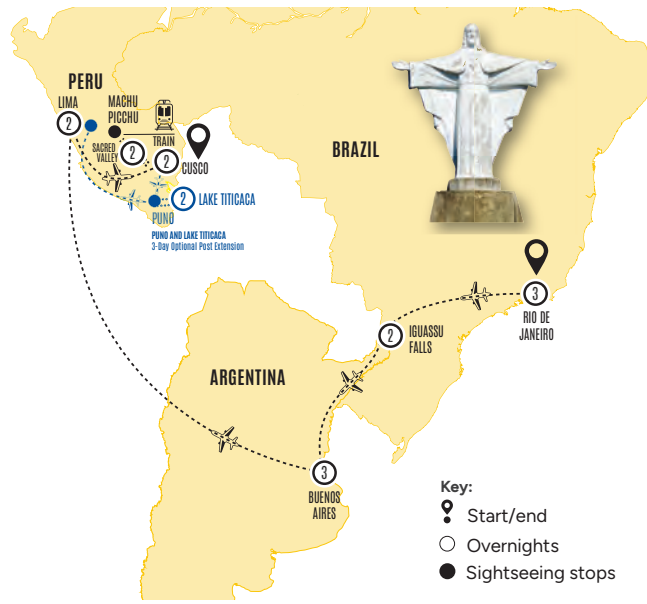 PERU
LIMA
2
MACHU
PICCHU
TRAIN
SACRED
VALLEY
2
2
CUSCO
2
LAKE TITICACA
PUNO
PUNO AND LAKE TITICACA
3-Day Optional Post Extension
BRAZIL
3
RIO DE
JANEIRO
2
IGUASSU
FALLS
ARGENTINA
3
BUENOS
AIRES
Key:
Start/end
Overnights
Sightseeing stops